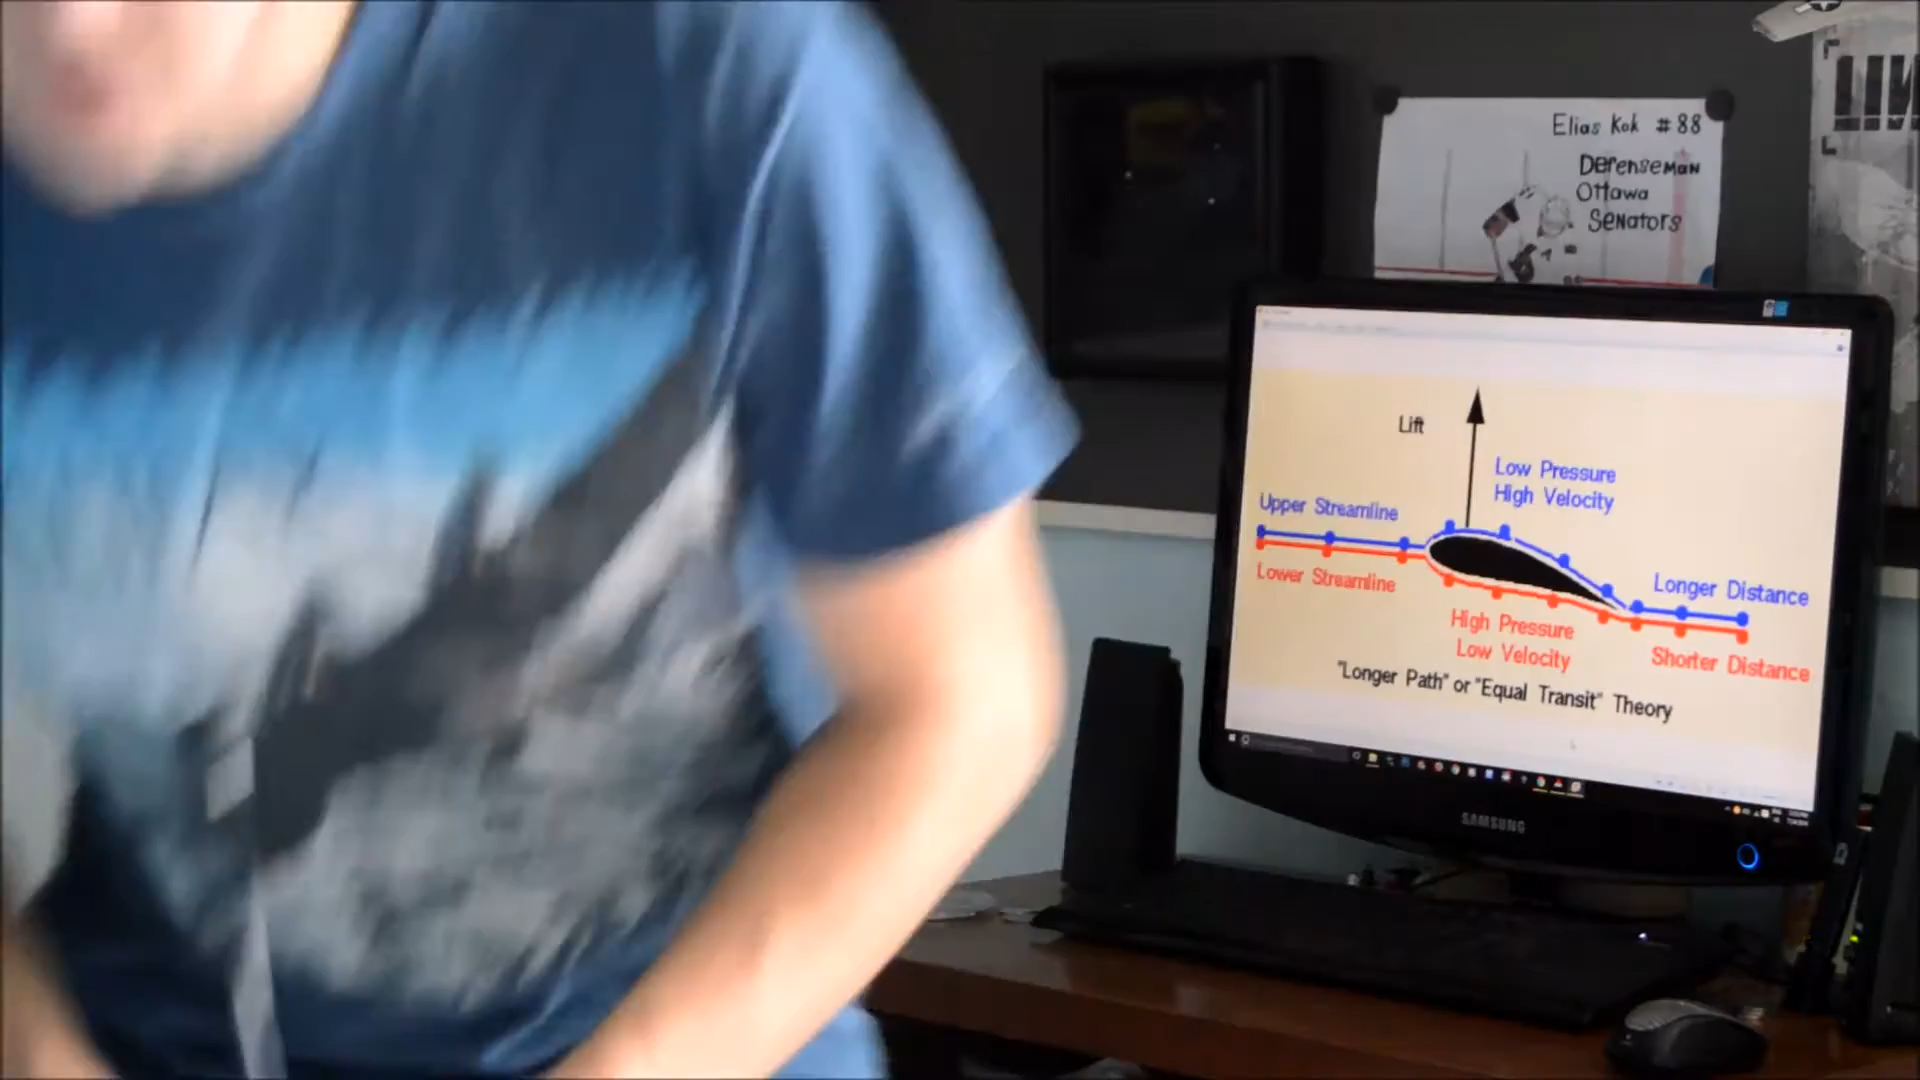 Elias Kok #88
Defenseman
Ottawa
Senators
Lift
Low Pressure
High Velocity
Upper Streamline
Lower Streamline
Longer Distance
High Pressure
Low Velocity
Shorter Distance
"Longer Path" or "Equal Transit" Theory
SAMSUNG